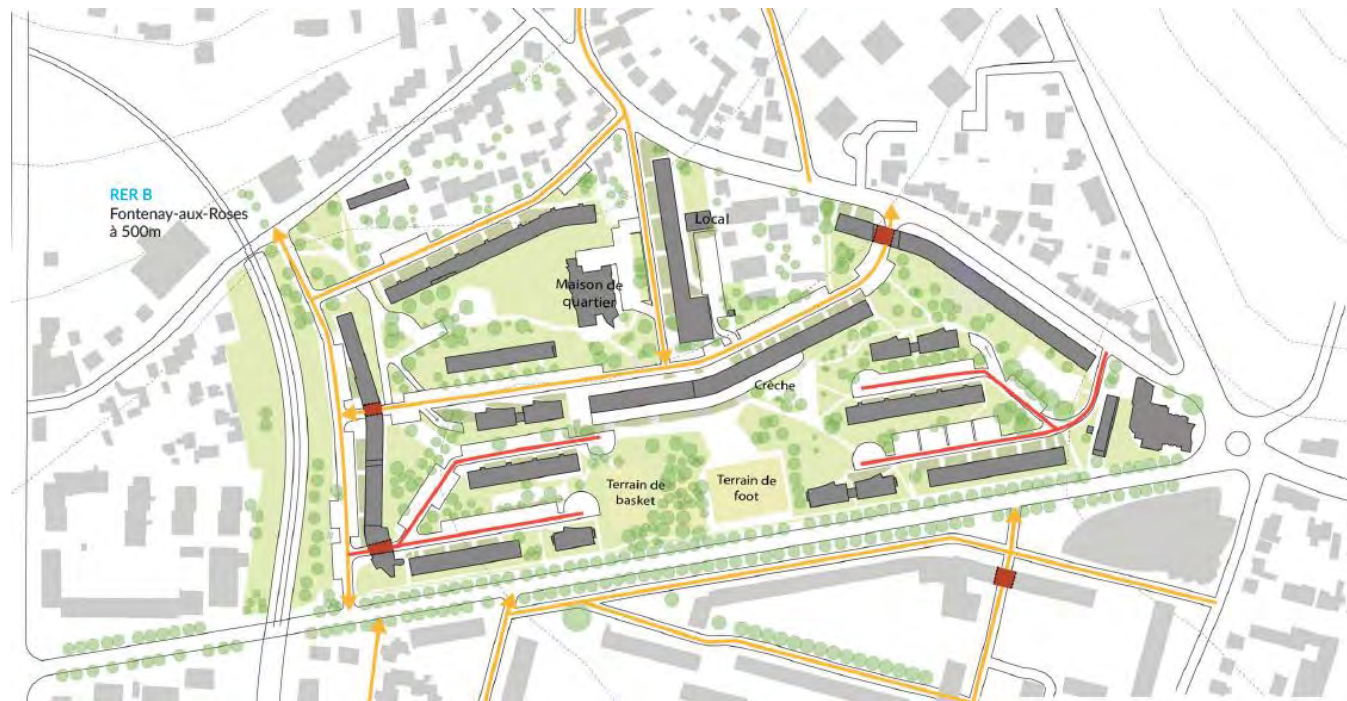 RER B
Fontenay-aux-Roses
à 500m
Local
Maison de
quartier
Crèche
Terrain de
basket
Terrain de
foot